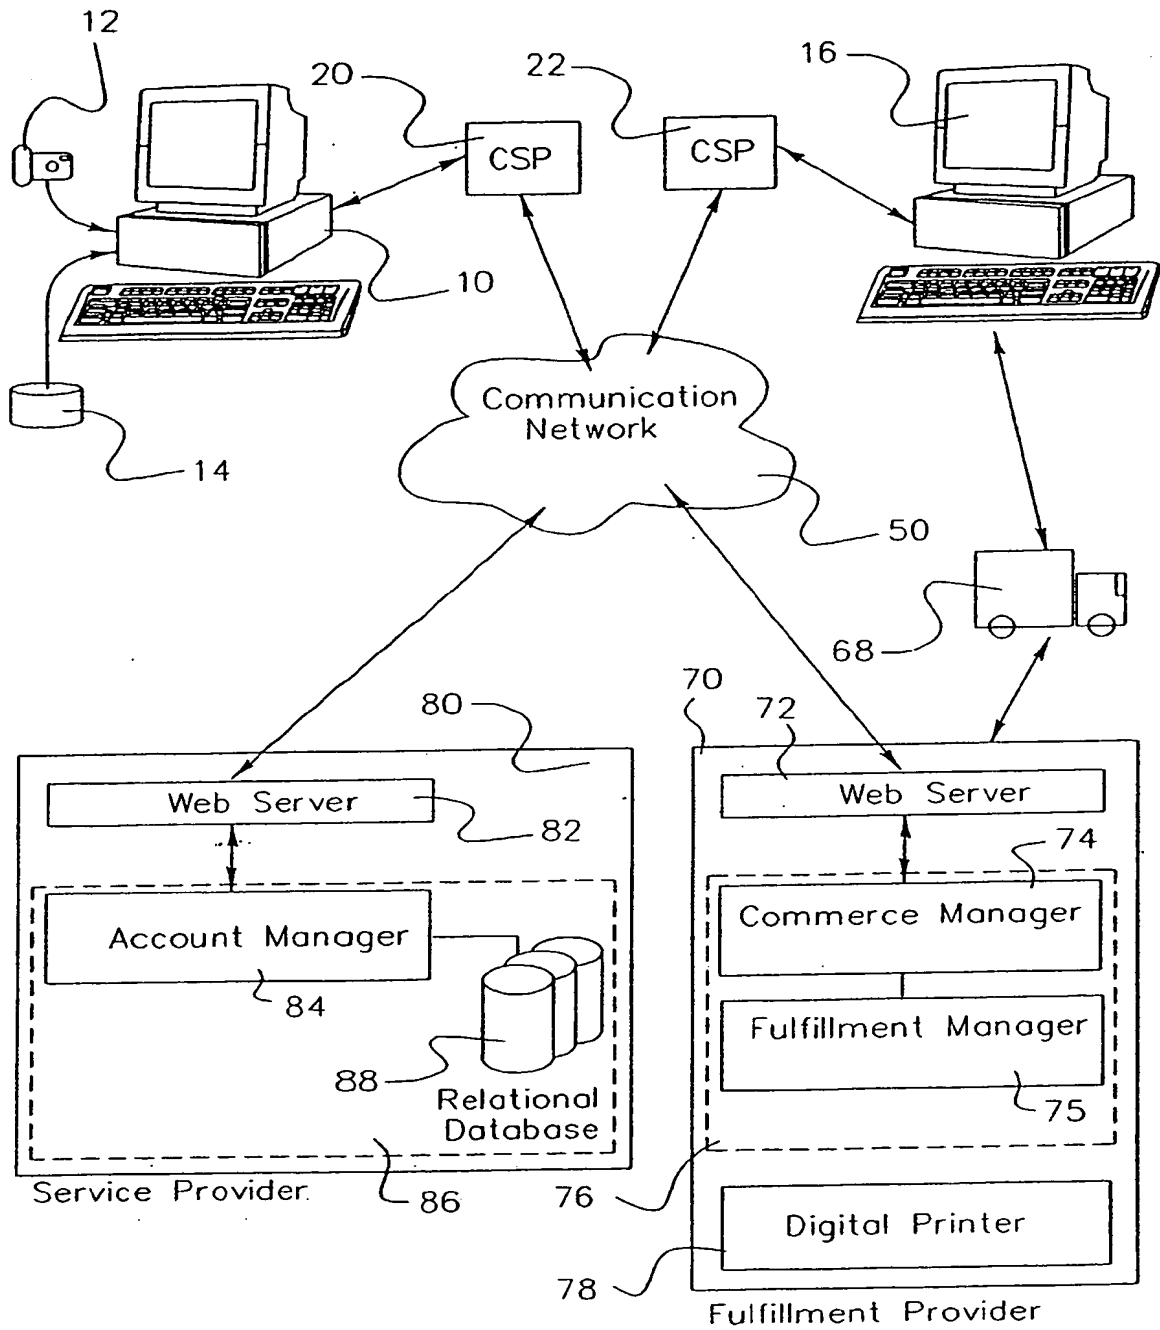 12
20
22
16
CSP
CSP
10
Communication
Network
14
50
68
70
72
80
Web Server
Web Server
82
74
Commerce Manager
Account Manager
84
Fulfillment Manager
88
75
Relational
Database
86
76
Service Provider
Digital Printer
78
Fulfillment Provider